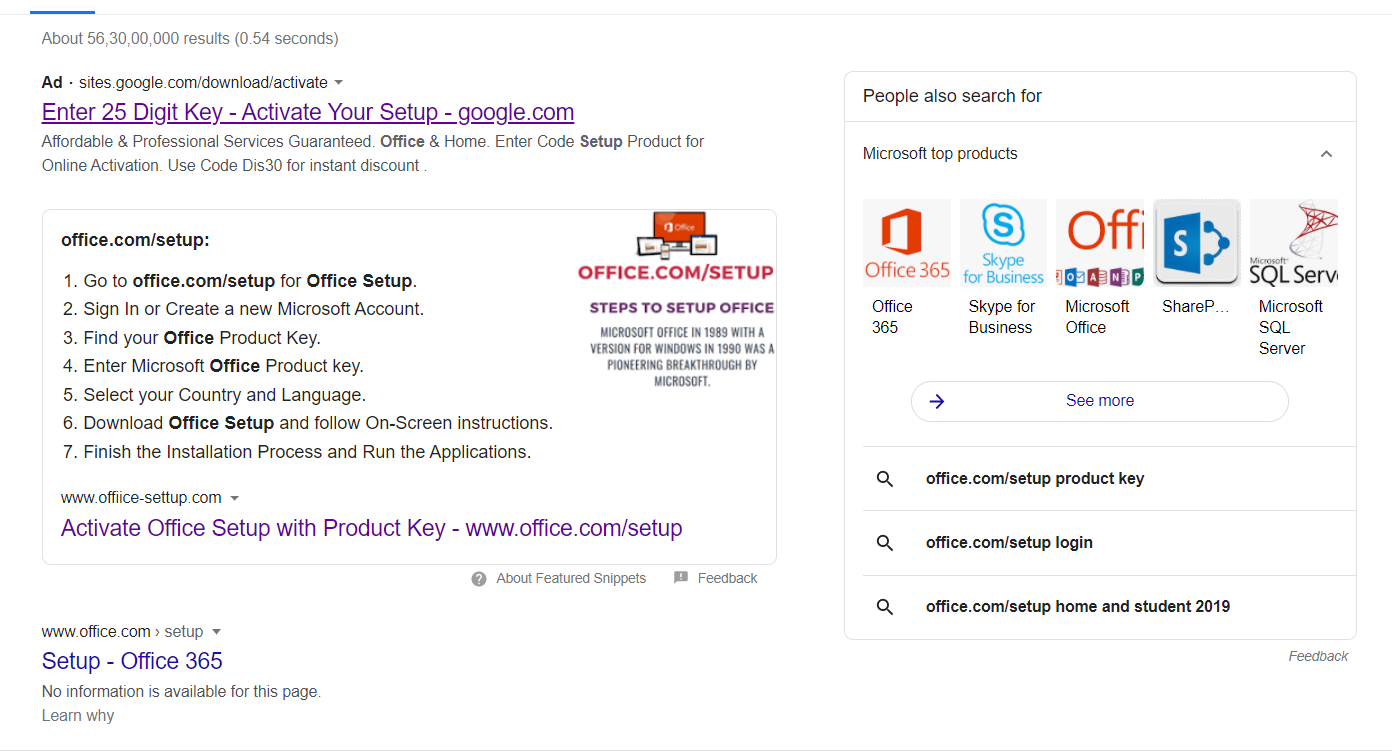 About 56,30,00,000 results (0.54 seconds)
Ad · sites.google.com/download/activate
Enter 25 Digit Key - Activate Your Setup - google.com
Affordable & Professional Services Guaranteed. Office & Home. Enter Code Setup Product for
Online Activation. Use Code Dis30 for instant discount .
office.com/setup:
1. Go to office.com/setup for Office Setup.
2. Sign In or Create a new Microsoft Account.
3. Find your Office Product Key.
4. Enter Microsoft Office Product key.
5. Select your Country and Language.
6. Download Office Setup and follow On-Screen instructions.
7. Finish the Installation Process and Run the Applications.
Office
OFFICE.COM/SETUP
STEPS TO SETUP OFFICE
MICROSOFT OFFICE IN 1989 WITH A
VERSION FOR WINDOWS IN 1990 WAS A
PIONEERING BREAKTHROUGH BY
MICROSOFT.
www.offiice-settup.com
Activate Office Setup with Product Key - www.office.com/setup
About Featured Snippets
Feedback
www.office.com › setup
Setup - Office 365
No information is available for this page.
Learn why
People also search for
Microsoft top products
Office 365
Skype
for Business
Offi
Microsoft®
SQL Serv
Office
365
Skype for
Business
Microsoft
Office
ShareP...
Microsoft
SQL
Server
See more
office.com/setup product key
office.com/setup login
office.com/setup home and student 2019
Feedback